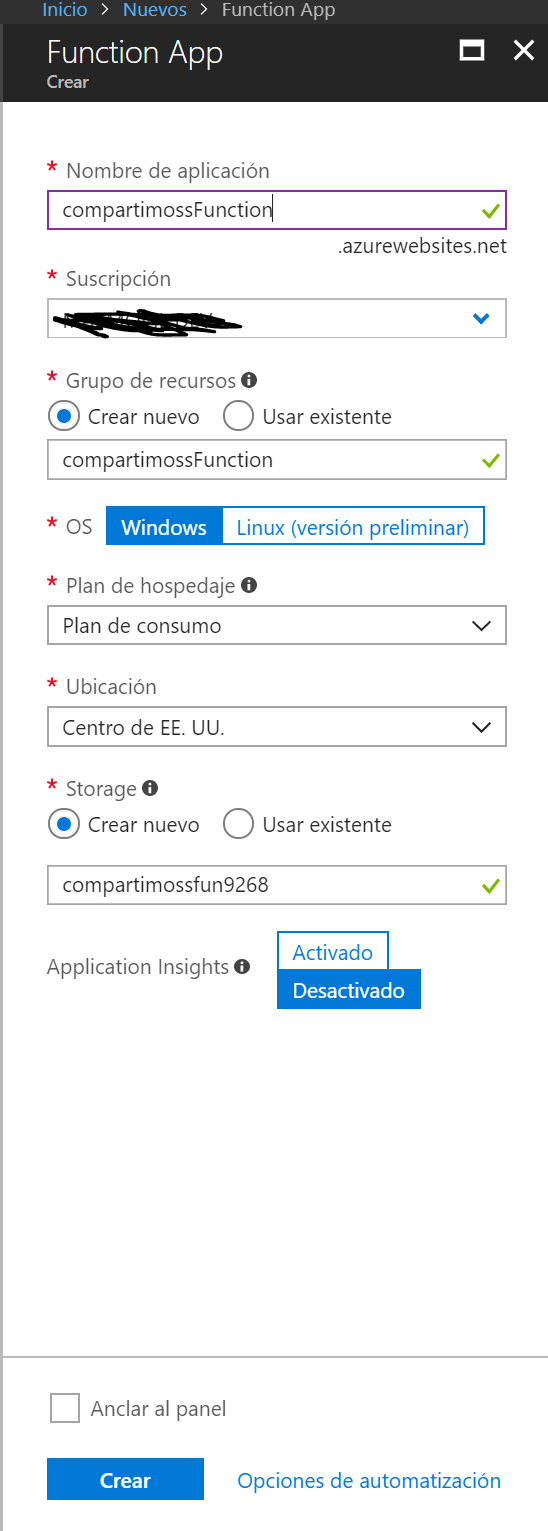 Inicio > Nuevos > Function App
Function App
Crear
* Nombre de aplicación
compartimossFunction
.azurewebsites.net
* Suscripción
* Grupo de recursos
Crear nuevo Usar existente
compartimossFunction
* OS Windows Linux (versión preliminar)
* Plan de hospedaje
Plan de consumo
* Ubicación
Centro de EE. UU.
* Storage
Crear nuevo Usar existente
compartimossfun9268
Activado
Application Insights
Desactivado
Anclar al panel
Crear Opciones de automatización